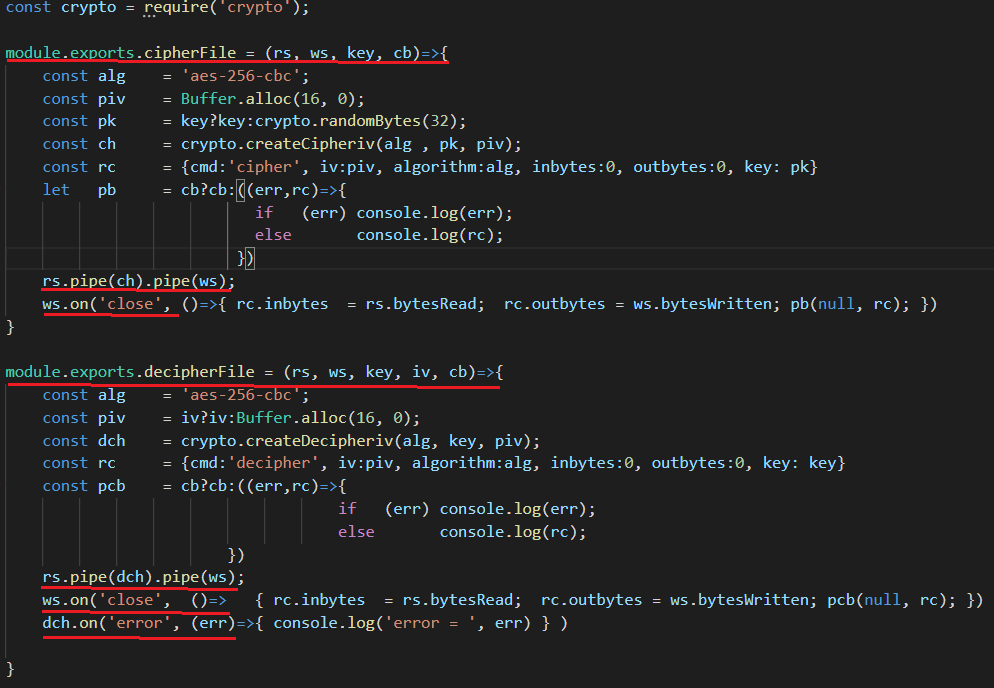 const crypto = require('crypto');
module.exports.cipherFile = (rs, ws, key, cb)=>{
const alg = 'aes-256-cbc';
const piv = Buffer.alloc(16, 0);
const pk = key?key:crypto.randomBytes(32);
const ch = crypto.createCipheriv(alg , pk, piv);
const rc = {cmd:'cipher', iv:piv, algorithm:alg, inbytes:0, outbytes:0, key: pk}
let pb = cb?cb:((err,rc)=>{
if (err) console.log(err);
else console.log(rc);
})
rs.pipe(ch).pipe(ws);
ws.on('close', ()=>{ rc.inbytes = rs.bytesRead; rc.outbytes = ws.bytesWritten; pb(null, rc); })
}
module.exports.decipherFile = (rs, ws, key, iv, cb)=>{
const alg = 'aes-256-cbc';
const piv = iv?iv:Buffer.alloc(16, 0);
const dch = crypto.createDecipheriv(alg, key, piv);
const rc = {cmd:'decipher', iv:piv, algorithm:alg, inbytes:0, outbytes:0, key: key}
const pcb = cb?cb:((err,rc)=>{
if (err) console.log(err);
else console.log(rc);
})
rs.pipe(dch).pipe(ws);
ws.on('close', ()=> { rc.inbytes = rs.bytesRead; rc.outbytes = ws.bytesWritten; pcb(null, rc); })
dch.on('error', (err)=>{ console.log('error = ', err) } )
}